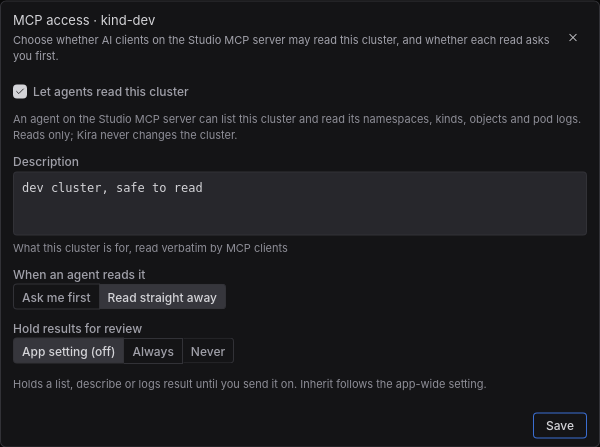 MCP access · kind-dev
Choose whether AI clients on the Studio MCP server may read this cluster, and whether each read asks
you first.
Let agents read this cluster
An agent on the Studio MCP server can list this cluster and read its namespaces, kinds, objects and pod logs.
Reads only; Kira never changes the cluster.
Description
dev cluster, safe to read
What this cluster is for, read verbatim by MCP clients
When an agent reads it
Ask me first Read straight away
Hold results for review
App setting (off) Always Never
Holds a list, describe or logs result until you send it on. Inherit follows the app-wide setting.
Save